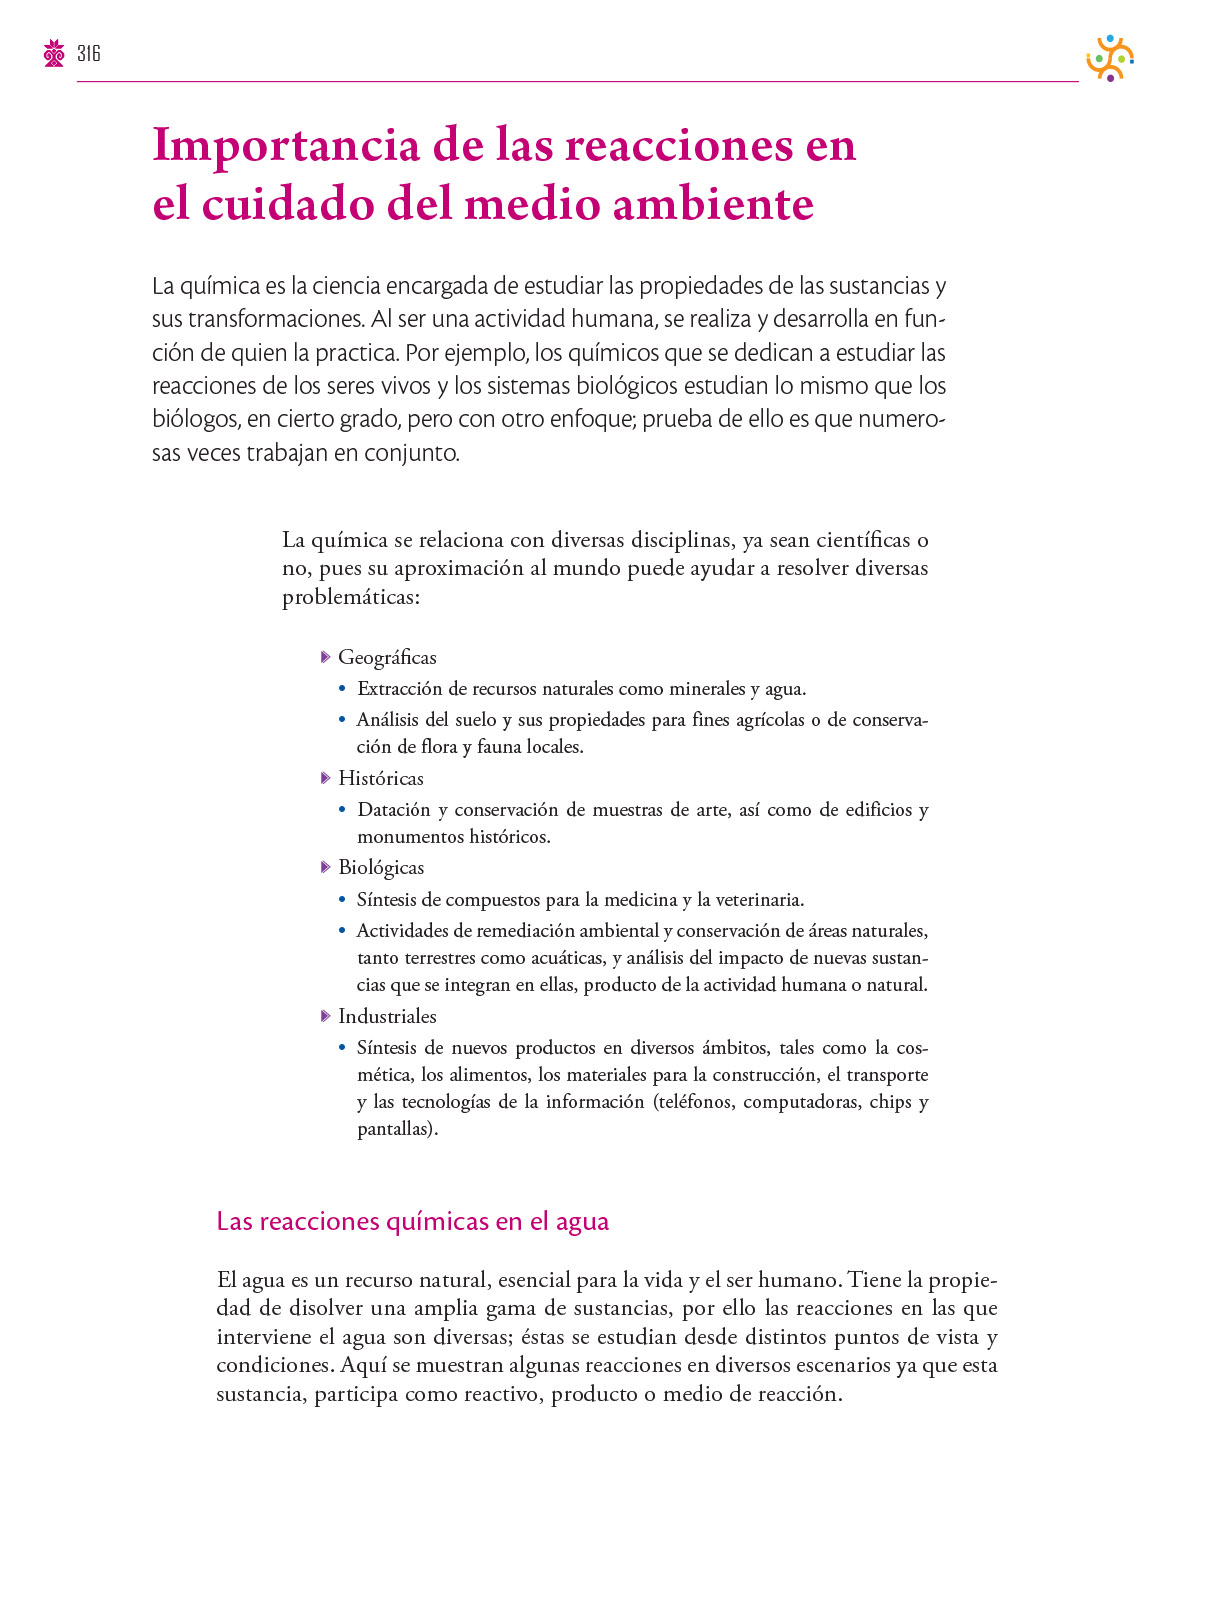 316
Importancia de las reacciones en
el cuidado del medio ambiente
La química es la ciencia encargada de estudiar las propiedades de las sustancias y
sus transformaciones. Al ser una actividad humana, se realiza y desarrolla en fun-
ción de quien la practica. Por ejemplo, los químicos que se dedican a estudiar las
reacciones de los seres vivos y los sistemas biológicos estudian lo mismo que los
biólogos, en cierto grado, pero con otro enfoque; prueba de ello es que numero-
sas veces trabajan en conjunto.
La química se relaciona con diversas disciplinas, ya sean científicas o
no, pues su aproximación al mundo puede ayudar a resolver diversas
problemáticas:
Geográficas
• Extracción de recursos naturales como minerales y agua.
• Análisis del suelo y sus propiedades para fines agrícolas o de conserva-
ción de flora y fauna locales.
Históricas
• Datación y conservación de muestras de arte, así como de edificios y
monumentos históricos.
Biológicas
• Síntesis de compuestos para la medicina y la veterinaria.
• Actividades de remediación ambiental y conservación de áreas naturales,
tanto terrestres como acuáticas, y análisis del impacto de nuevas sustan-
cias que se integran en ellas, producto de la actividad humana o natural.
Industriales
• Síntesis de nuevos productos en diversos ámbitos, tales como la cos-
mética, los alimentos, los materiales para la construcción, el transporte
y las tecnologías de la información (teléfonos, computadoras, chips y
pantallas).
Las reacciones químicas en el agua
El agua es un recurso natural, esencial para la vida y el ser humano. Tiene la propie-
dad de disolver una amplia gama de sustancias, por ello las reacciones en las que
interviene el agua son diversas; éstas se estudian desde distintos puntos de vista y
condiciones. Aquí se muestran algunas reacciones en diversos escenarios ya que esta
sustancia, participa como reactivo, producto o medio de reacción.